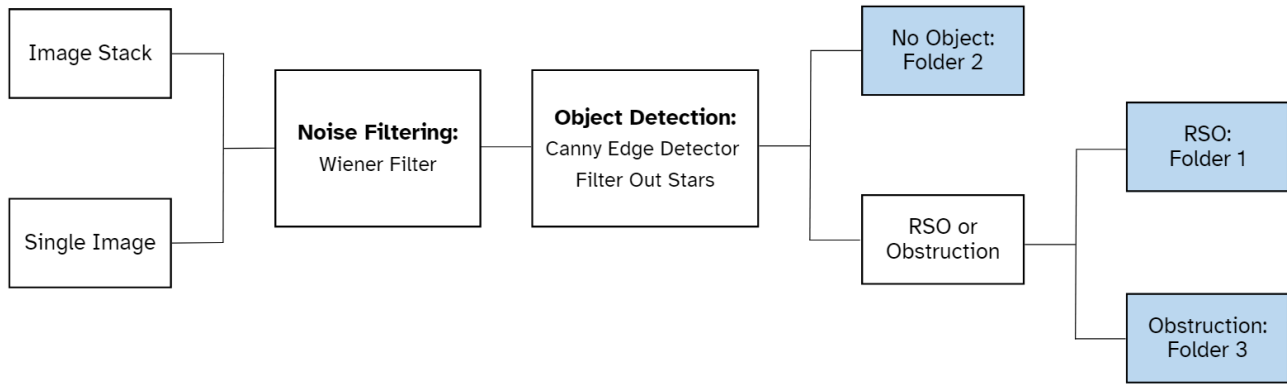 Image Stack
Single Image
Noise Filtering:
Wiener Filter
Object Detection:
Canny Edge Detector
Filter Out Stars
No Object:
Folder 2
RSO or
Obstruction
RSO:
Folder 1
Obstruction:
Folder 3